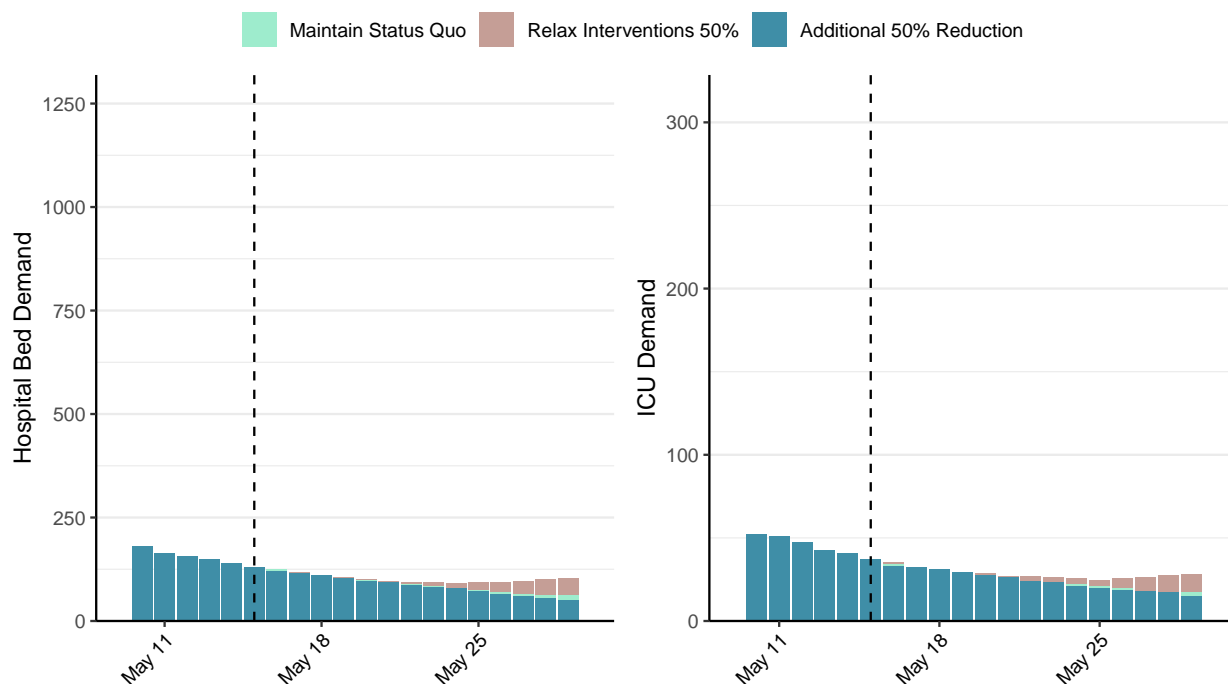 Maintain Status Quo Relax Interventions 50% Additional 50% Reduction
Hospital Bed Demand
1250
1000
750
500
250
0
May 11 May 18 May 25
ICU Demand
300
200
100
0
May 11 May 18 May 25